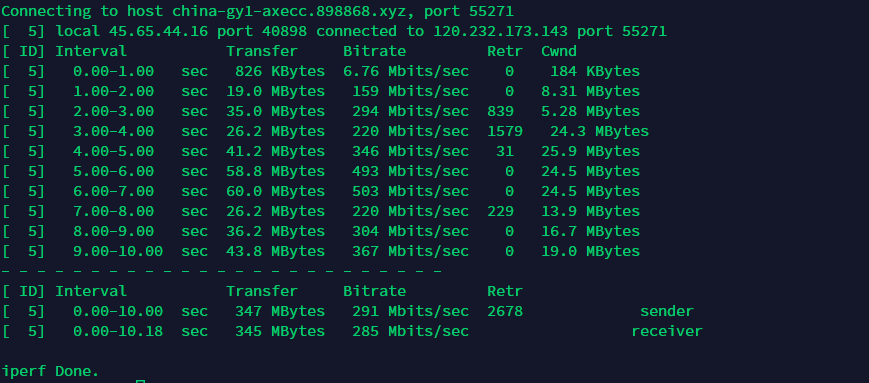 Connecting to host china-gy1-axecc.898868.xyz, port 55271
[  5] local 45.65.44.16 port 40898 connected to 120.232.173.143 port 55271
[ ID] Interval           Transfer     Bitrate         Retr  Cwnd
[  5]   0.00-1.00   sec   826 KBytes  6.76 Mbits/sec    0    184 KBytes
[  5]   1.00-2.00   sec  19.0 MBytes   159 Mbits/sec    0   8.31 MBytes
[  5]   2.00-3.00   sec  35.0 MBytes   294 Mbits/sec  839   5.28 MBytes
[  5]   3.00-4.00   sec  26.2 MBytes   220 Mbits/sec  1579   24.3 MBytes
[  5]   4.00-5.00   sec  41.2 MBytes   346 Mbits/sec   31   25.9 MBytes
[  5]   5.00-6.00   sec  58.8 MBytes   493 Mbits/sec    0   24.5 MBytes
[  5]   6.00-7.00   sec  60.0 MBytes   503 Mbits/sec    0   24.5 MBytes
[  5]   7.00-8.00   sec  26.2 MBytes   220 Mbits/sec  229   13.9 MBytes
[  5]   8.00-9.00   sec  36.2 MBytes   304 Mbits/sec    0   16.7 MBytes
[  5]   9.00-10.00  sec  43.8 MBytes   367 Mbits/sec    0   19.0 MBytes
- - - - - - - - - - - - - - - - - - - - - - - - -
[ ID] Interval           Transfer     Bitrate         Retr
[  5]   0.00-10.00  sec   347 MBytes   291 Mbits/sec  2678             sender
[  5]   0.00-10.18  sec   345 MBytes   285 Mbits/sec                  receiver

iperf Done.